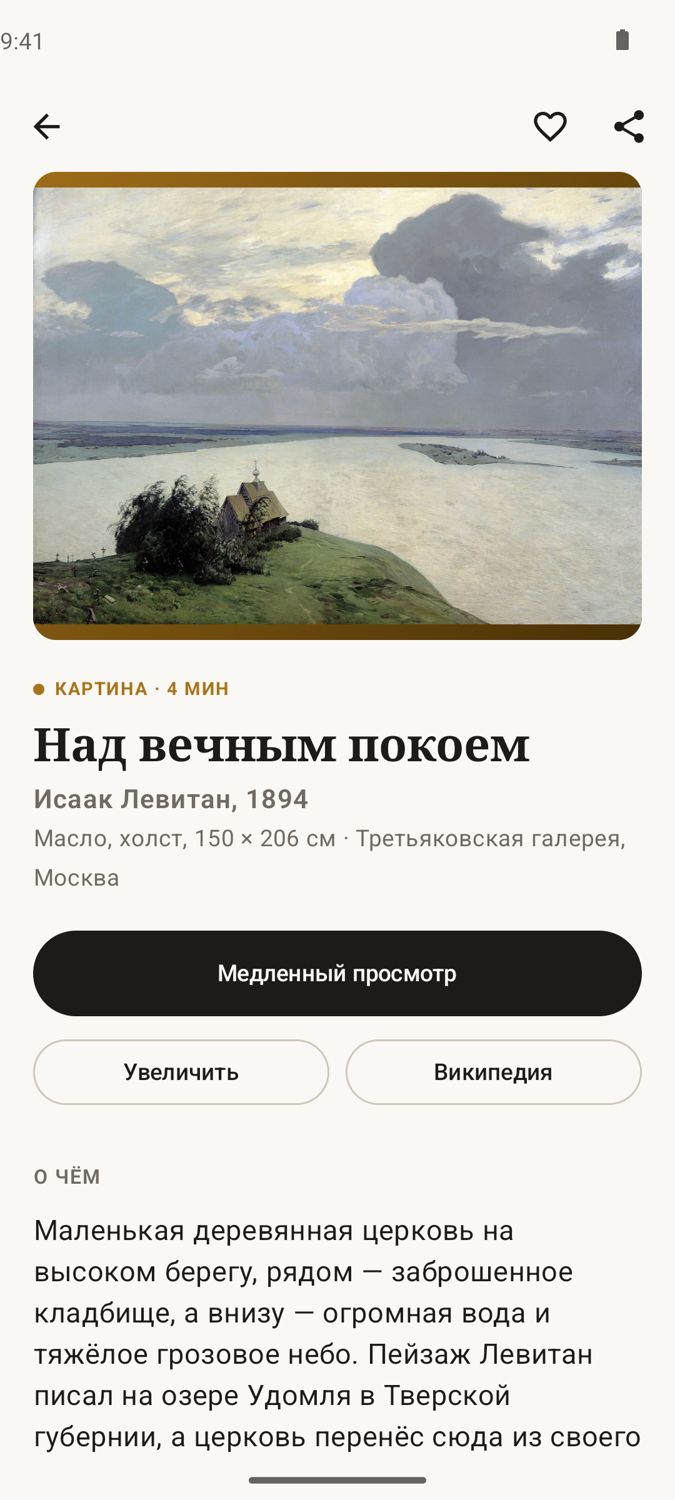 9:41
КАРТИНА · 4 МИН
Над вечным покоем
Исаак Левитан, 1894
Масло, холст, 150 × 206 см · Третьяковская галерея,
Москва
Медленный просмотр
Увеличить
Википедия
О ЧЁМ
Маленькая деревянная церковь на
высоком берегу, рядом — заброшенное
кладбище, а внизу — огромная вода и
тяжёлое грозовое небо. Пейзаж Левитан
писал на озере Удомля в Тверской
губернии, а церковь перенёс сюда из своего